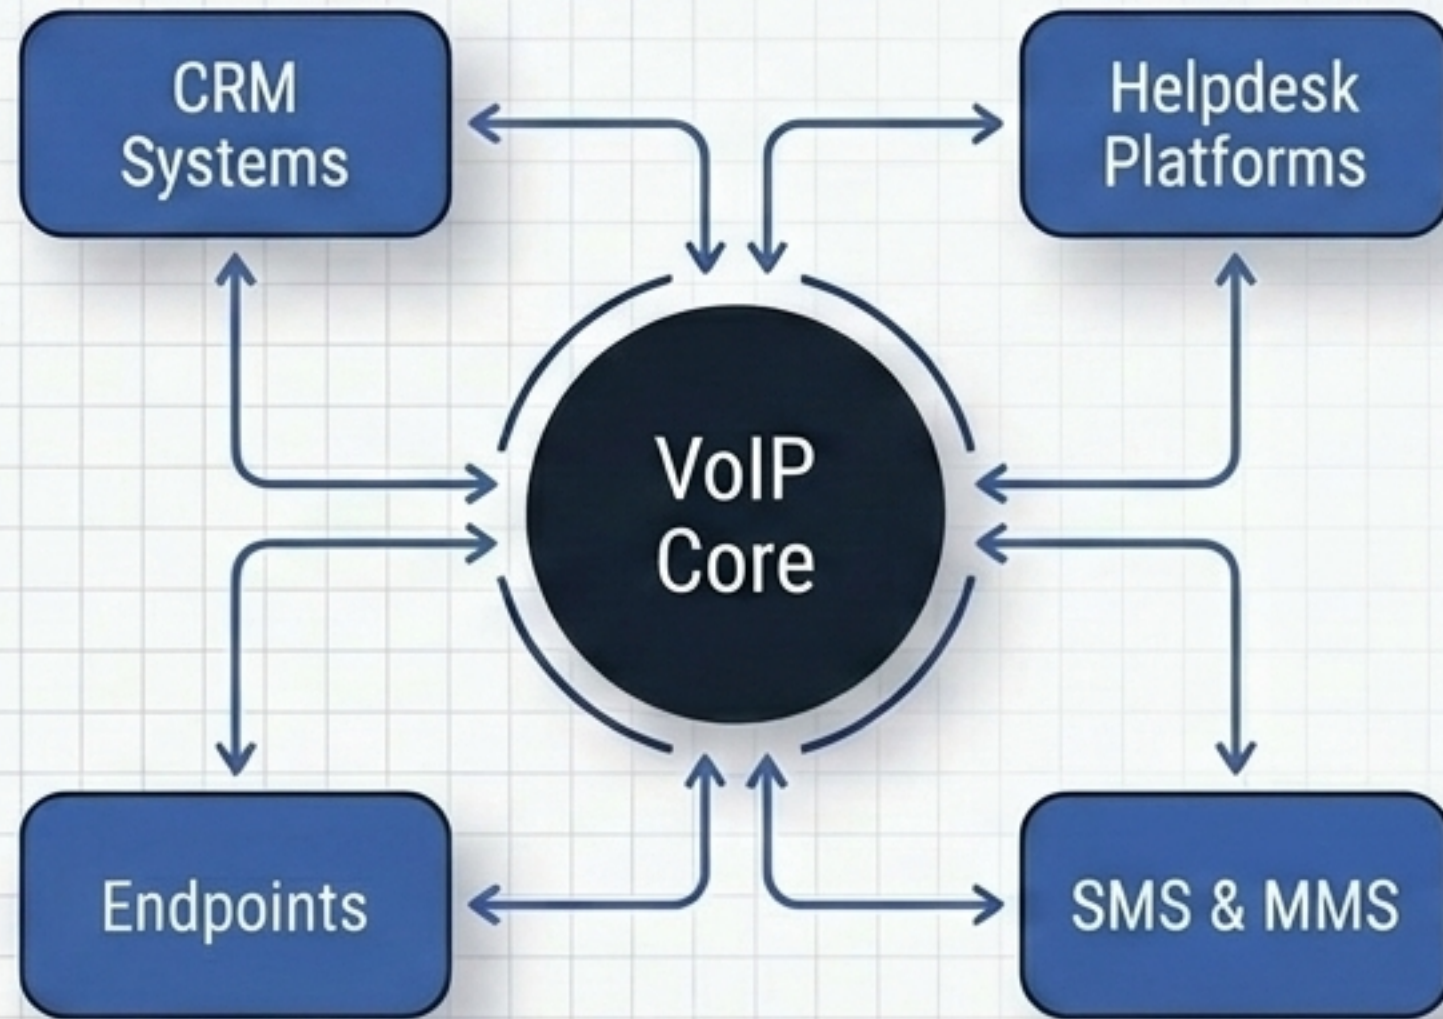 CRM
Systems
Helpdesk
Platforms
VoIP
Core
Endpoints
SMS & MMS